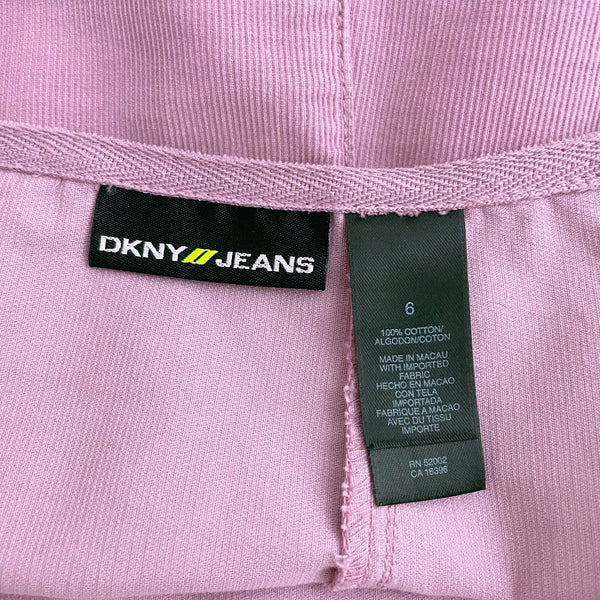 DKNY JEANS
6
100% COTTON/
ALGODON/COTON
MADE IN MACAU
WITH IMPORTED
FABRIC
HECHO EN MACAO
CON TELA
IMPORTADA
FABRIQUE A MACAO
AVEC DU TISSU
IMPORTE
RN 52002
CA 16396